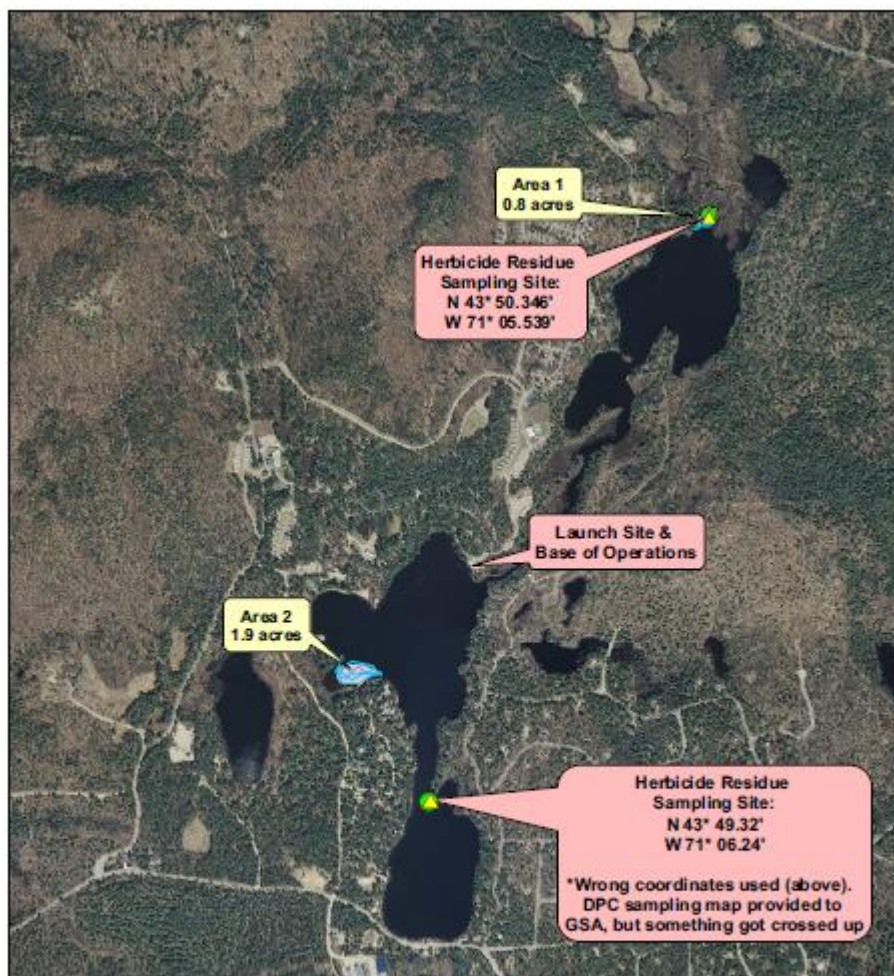 Area 1
0.8 acres
Herbicide Residue
Sampling Site:
N 43* 50.346'
W 71* 05.539'
Launch Site &
Base of Operations
Area 2
1.9 acres
Herbicide Residue
Sampling Site:
N 43* 49.32'
W 71* 06.24'
*Wrong coordinates used (above).
DPC sampling map provided to
GSA, but something got crossed up